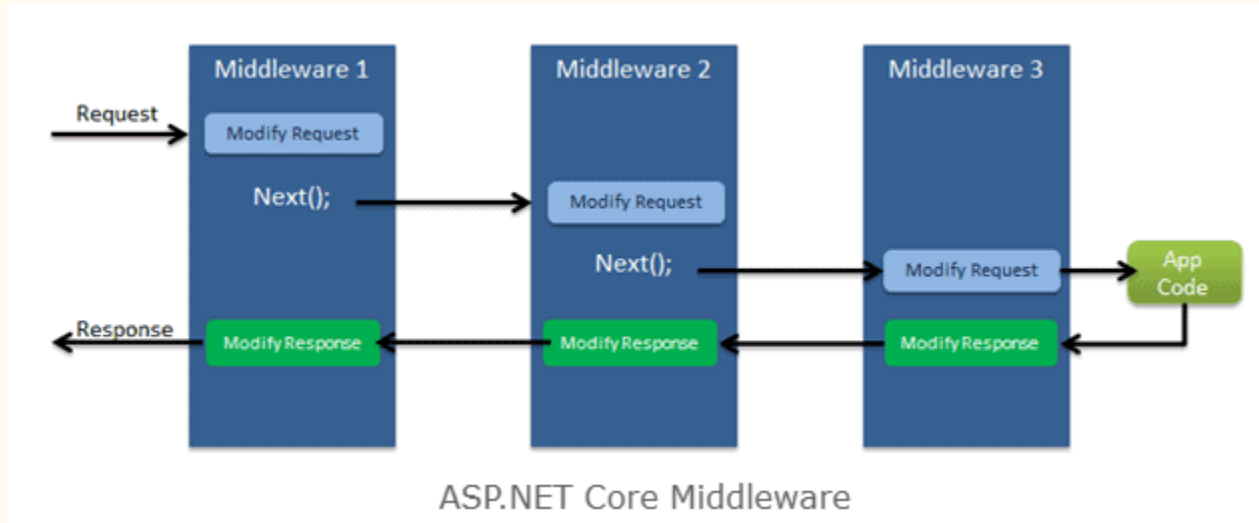 Middleware 1
Middleware 2
Middleware 3
Request
Modify Request
Next();
Modify Request
Next();
Modify Request
App
Code
Response
Modify Response
Modify Response
Modify Response
ASP.NET Core Middleware